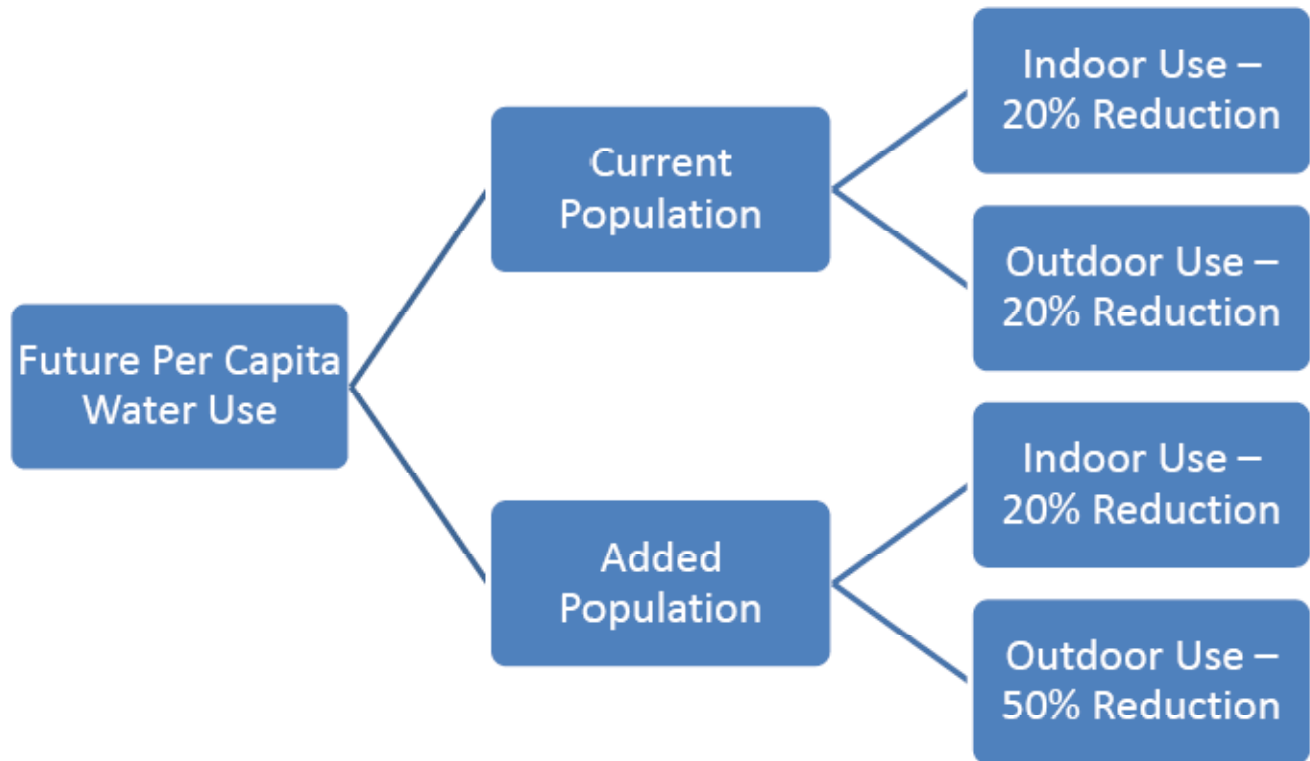 Future Per Capita
Water Use
Current
Population
Indoor Use –
20% Reduction
Outdoor Use –
20% Reduction
Added
Population
Indoor Use –
20% Reduction
Outdoor Use –
50% Reduction